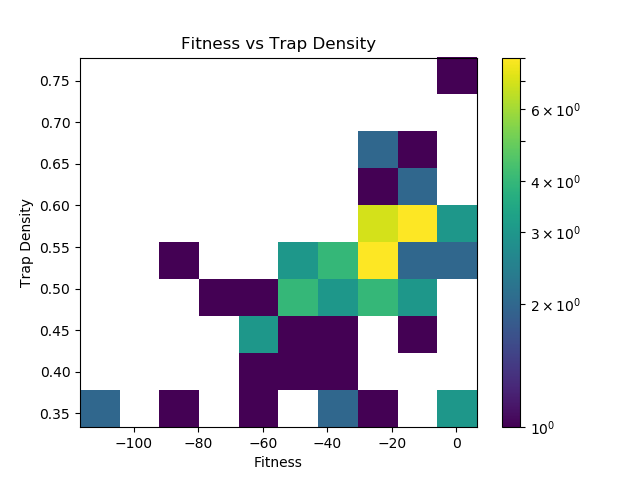 Fitness vs Trap Density
Trap Density
0.75
0.70
0.65
0.60
0.55
0.50
0.45
0.40
0.35
−100 −80 −60 −40 −20 0
Fitness
6 × 10⁰
4 × 10⁰
3 × 10⁰
2 × 10⁰
10⁰